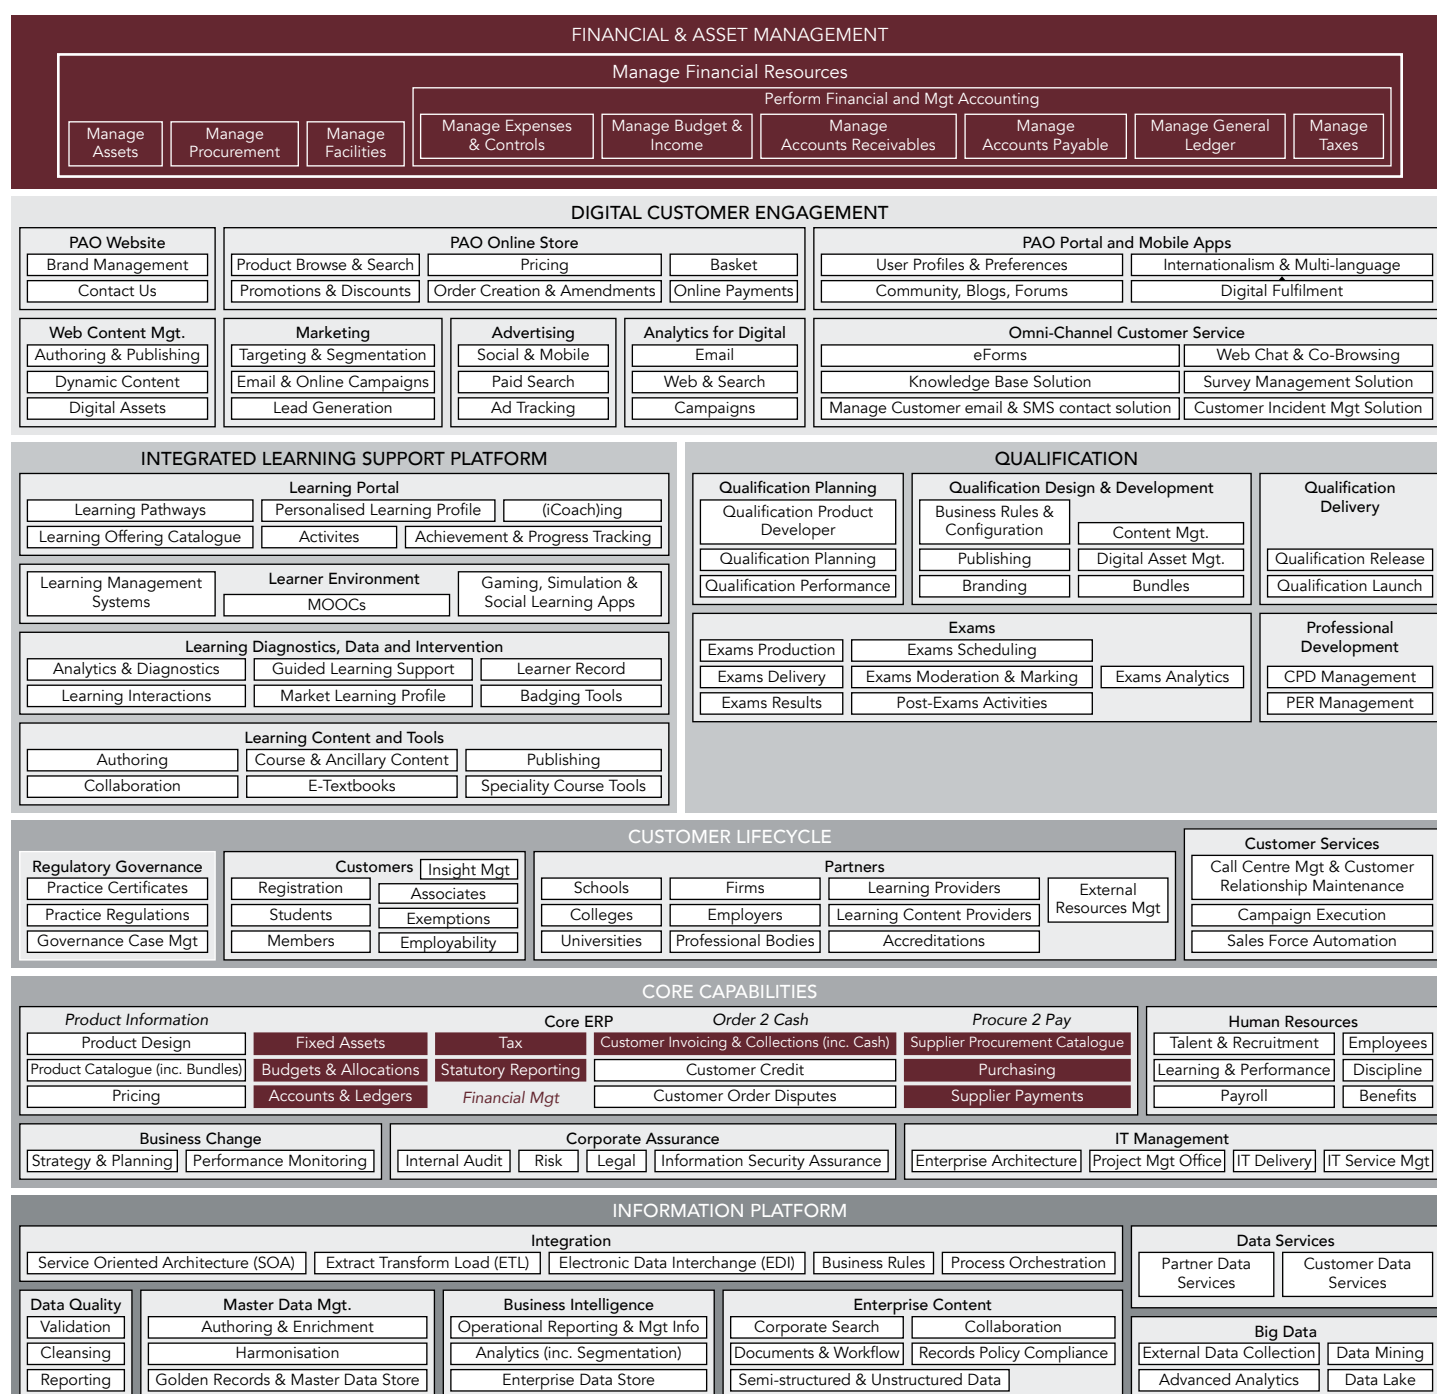 FINANCIAL & ASSET MANAGEMENT
Manage Financial Resources
Perform Financial and Mgt Accounting
Manage
Assets
Manage
Procurement
Manage
Facilities
Manage Expenses
& Controls
Manage Budget &
Income
Manage
Accounts Receivables
Manage
Accounts Payable
Manage General
Ledger
Manage
Taxes
DIGITAL CUSTOMER ENGAGEMENT
PAO Website
Brand Management
Contact Us
PAO Online Store
Product Browse & Search
Pricing
Basket
Promotions & Discounts
Order Creation & Amendments
Online Payments
PAO Portal and Mobile Apps
User Profiles & Preferences
Internationalism & Multi-language
Community, Blogs, Forums
Digital Fulfilment
Web Content Mgt.
Authoring & Publishing
Dynamic Content
Digital Assets
Marketing
Targeting & Segmentation
Email & Online Campaigns
Lead Generation
Advertising
Social & Mobile
Paid Search
Ad Tracking
Analytics for Digital
Email
Web & Search
Campaigns
Omni-Channel Customer Service
eForms
Web Chat & Co-Browsing
Knowledge Base Solution
Survey Management Solution
Manage Customer email & SMS contact solution
Customer Incident Mgt Solution
INTEGRATED LEARNING SUPPORT PLATFORM
Learning Portal
Learning Pathways
Personalised Learning Profile
(iCoach)ing
Learning Offering Catalogue
Activites
Achievement & Progress Tracking
Learning Management
Systems
Learner Environment
MOOCs
Gaming, Simulation &
Social Learning Apps
Learning Diagnostics, Data and Intervention
Analytics & Diagnostics
Guided Learning Support
Learner Record
Learning Interactions
Market Learning Profile
Badging Tools
Learning Content and Tools
Authoring
Course & Ancillary Content
Publishing
Collaboration
E-Textbooks
Speciality Course Tools
QUALIFICATION
Qualification Planning
Qualification Product
Developer
Qualification Planning
Qualification Performance
Qualification Design & Development
Business Rules &
Configuration
Content Mgt.
Publishing
Digital Asset Mgt.
Branding
Bundles
Qualification
Delivery
Qualification Release
Qualification Launch
Exams
Exams Production
Exams Scheduling
Exams Delivery
Exams Moderation & Marking
Exams Analytics
Exams Results
Post-Exams Activities
Professional
Development
CPD Management
PER Management
CUSTOMER LIFECYCLE
Regulatory Governance
Practice Certificates
Practice Regulations
Governance Case Mgt
Customers
Insight Mgt
Registration
Associates
Students
Exemptions
Members
Employability
Partners
Schools
Firms
Learning Providers
External
Resources Mgt
Colleges
Employers
Learning Content Providers
Universities
Professional Bodies
Accreditations
Customer Services
Call Centre Mgt & Customer
Relationship Maintenance
Campaign Execution
Sales Force Automation
CORE CAPABILITIES
Product Information
Core ERP
Order 2 Cash
Procure 2 Pay
Product Design
Fixed Assets
Tax
Customer Invoicing & Collections (inc. Cash)
Supplier Procurement Catalogue
Product Catalogue (inc. Bundles)
Budgets & Allocations
Statutory Reporting
Customer Credit
Purchasing
Pricing
Accounts & Ledgers
Financial Mgt
Customer Order Disputes
Supplier Payments
Human Resources
Talent & Recruitment
Employees
Learning & Performance
Discipline
Payroll
Benefits
Business Change
Strategy & Planning
Performance Monitoring
Corporate Assurance
Internal Audit
Risk
Legal
Information Security Assurance
IT Management
Enterprise Architecture
Project Mgt Office
IT Delivery
IT Service Mgt
INFORMATION PLATFORM
Integration
Service Oriented Architecture (SOA)
Extract Transform Load (ETL)
Electronic Data Interchange (EDI)
Business Rules
Process Orchestration
Data Services
Partner Data
Services
Customer Data
Services
Data Quality
Validation
Cleansing
Reporting
Master Data Mgt.
Authoring & Enrichment
Harmonisation
Golden Records & Master Data Store
Business Intelligence
Operational Reporting & Mgt Info
Analytics (inc. Segmentation)
Enterprise Data Store
Enterprise Content
Corporate Search
Collaboration
Documents & Workflow
Records Policy Compliance
Semi-structured & Unstructured Data
Big Data
External Data Collection
Data Mining
Advanced Analytics
Data Lake